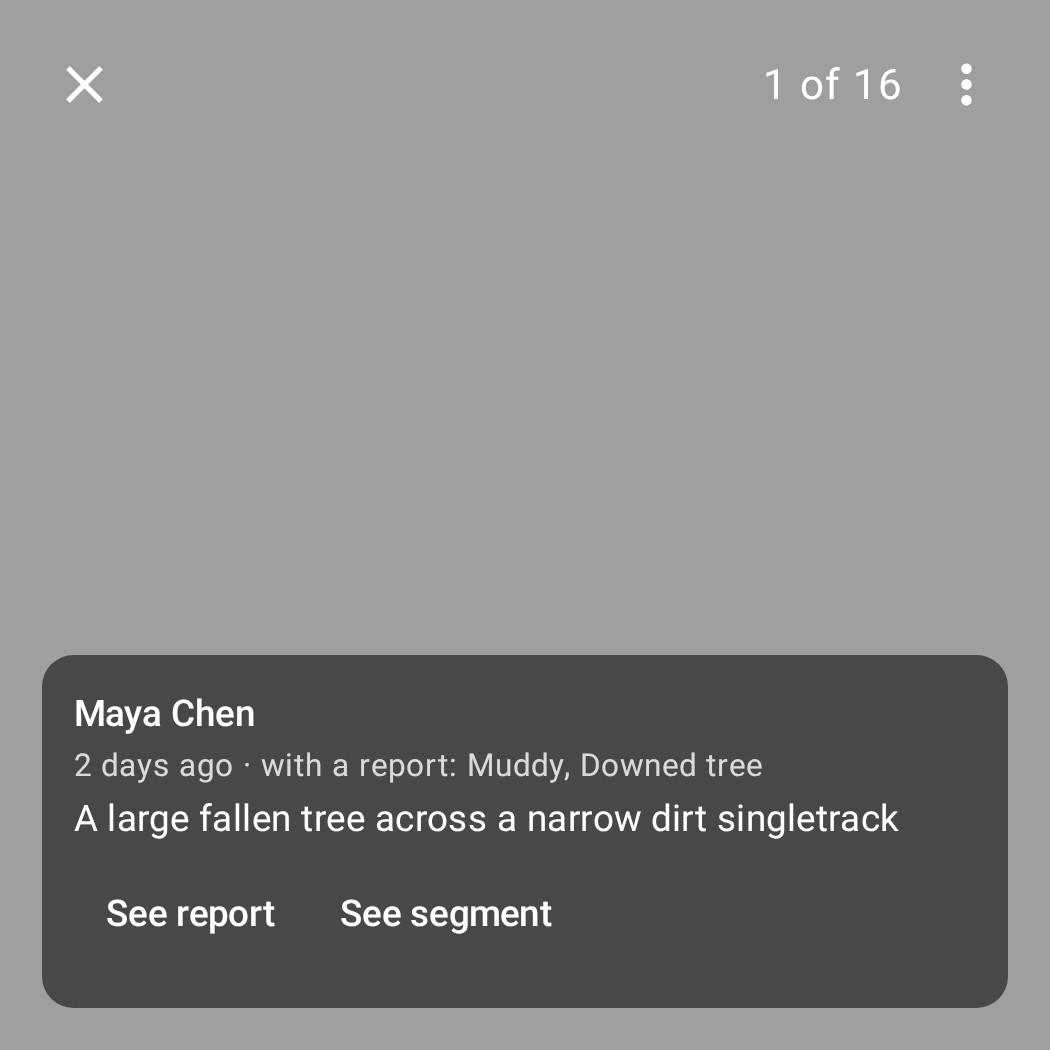 1 of 16
Maya Chen
2 days ago · with a report: Muddy, Downed tree
A large fallen tree across a narrow dirt singletrack
See report
See segment